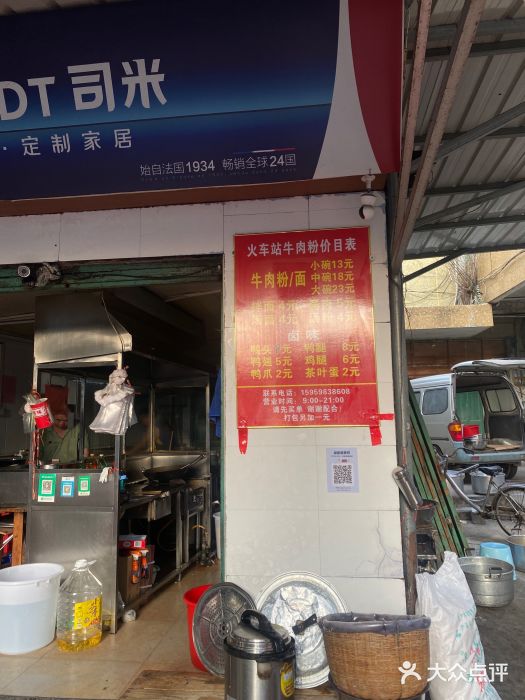 DT 司米
·定制家居
始自法国1934 畅销全球24国
火车站牛肉粉价目表
牛肉粉/面
小碗13元
中碗18元
大碗23元
4元
4元
卤味
鸭头 元 鸭腿 8元
鸭翅 5元 鸡腿 6元
鸭爪 2元 茶叶蛋 2元
联系电话：15959838608
营业时间：9:00-21:00
请先买单 谢谢配合
打包另加一元
大众点评